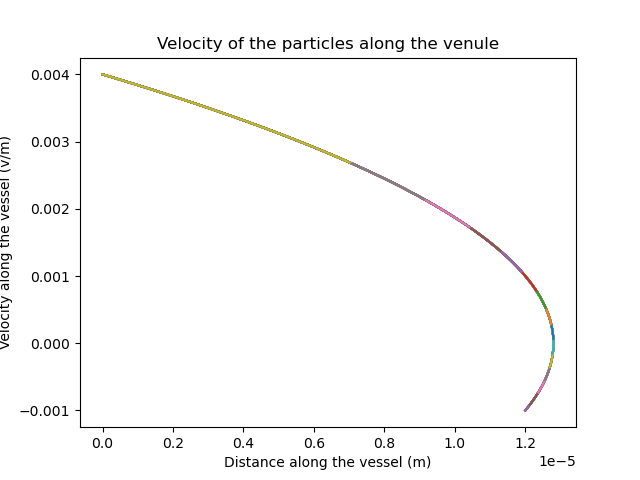 Velocity of the particles along the venule
Velocity along the vessel (v/m)
0.004
0.003
0.002
0.001
0.000
−0.001
0.0 0.2 0.4 0.6 0.8 1.0 1.2
1e−5
Distance along the vessel (m)